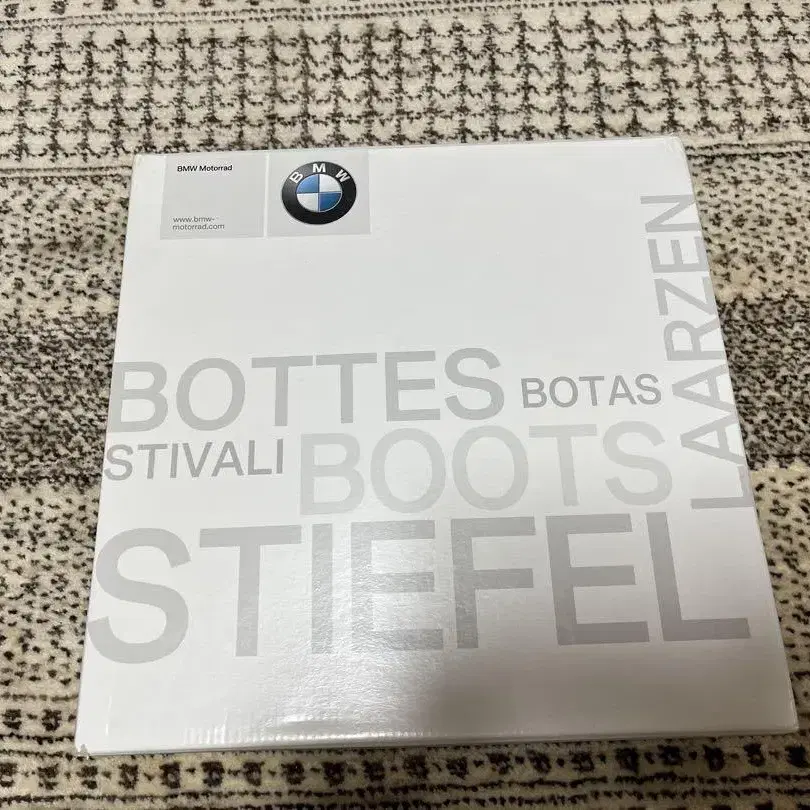 BMW Motorrad
BMW
www.bmw-
motorrad.com
LAARZEN
BOTTES BOTAS
STIVALI BOOTS
STIEFEL